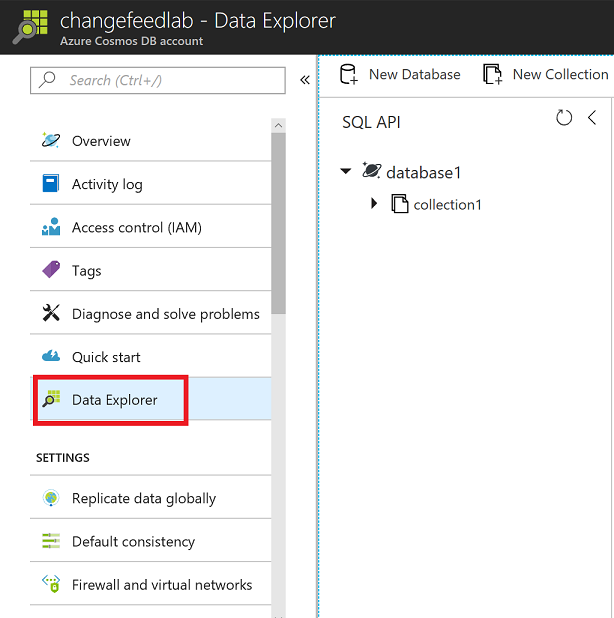 changefeedlab - Data Explorer
Azure Cosmos DB account
Search (Ctrl+/)
«
Overview
Activity log
Access control (IAM)
Tags
Diagnose and solve problems
Quick start
Data Explorer
SETTINGS
Replicate data globally
Default consistency
Firewall and virtual networks
New Database New Collection
SQL API
database1
collection1